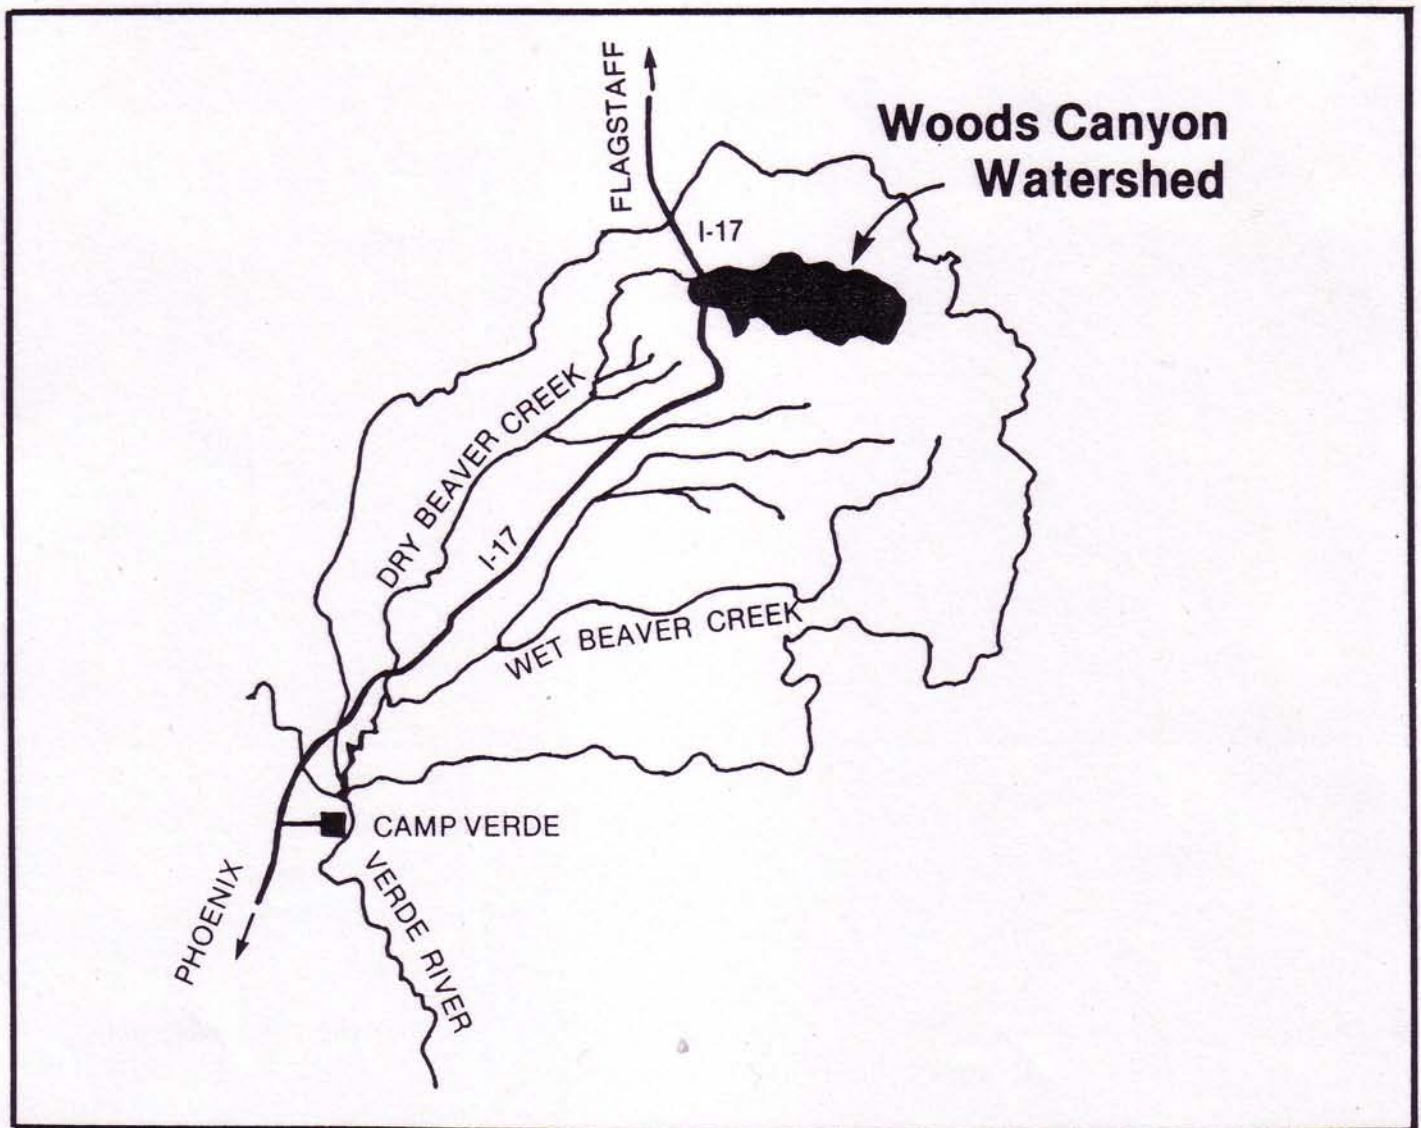 FLAGSTAFF
Woods Canyon
Watershed
I-17
DRY BEAVER CREEK
I-17
WET BEAVER CREEK
CAMP VERDE
PHOENIX
VERDE RIVER